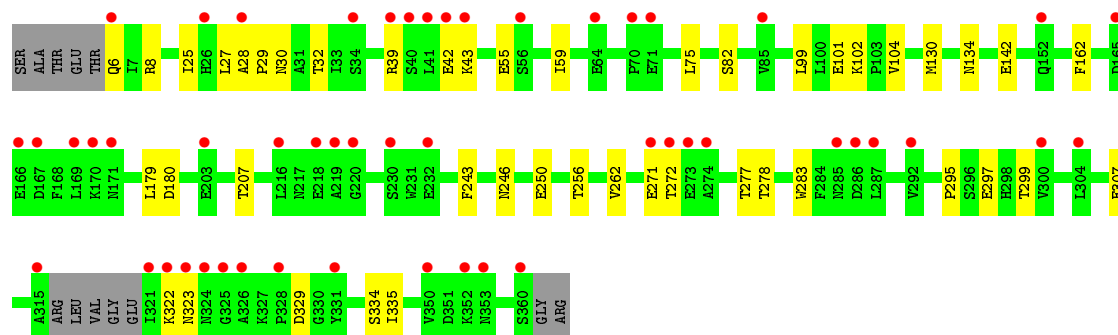 SER ALA THR GLU THR Q6 I7 R8 I25 H26 L27 A28 P29 N30 A31 T32 I33 S34 R39 S40 L41 E42 K43 E55 S56 I59 E64 P70 E71 L75 S82 V85 L99 L100 E101 K102 P103 V104 M130 N134 E142 Q152 F162 D165
E166 D167 F168 L169 K170 N171 L179 D180 E203 T207 L216 N217 E218 A219 G220 S230 W231 E232 F243 N246 E250 T256 V262 E271 T272 E273 A274 T277 T278 W283 F284 N285 D286 L287 V292 P295 S296 E297 H298 T299 V300 L304
A315 ARG LEU VAL GLY GLU I321 K322 N323 N324 G325 A326 K327 P328 D329 G330 Y331 S334 I335 V350 D351 K352 N353 S360 GLY ARG